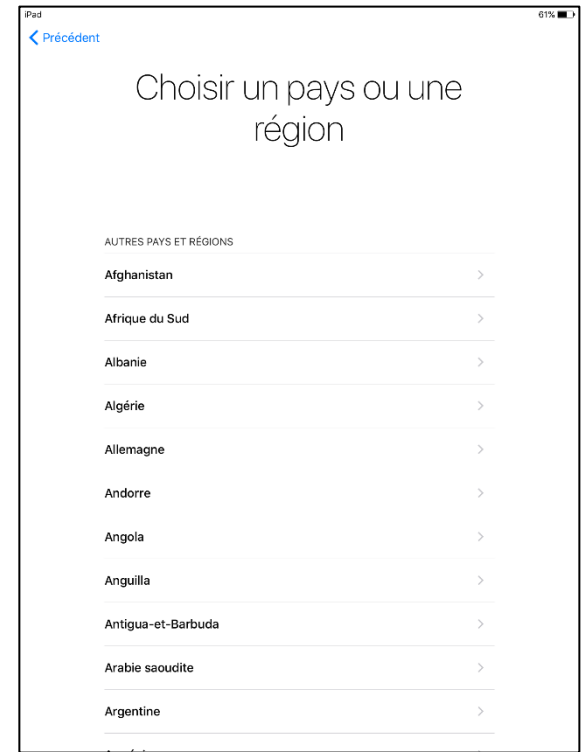 iPad 61%
Précédent
Choisir un pays ou une
région
AUTRES PAYS ET RÉGIONS
Afghanistan
Afrique du Sud
Albanie
Algérie
Allemagne
Andorre
Angola
Anguilla
Antigua-et-Barbuda
Arabie saoudite
Argentine